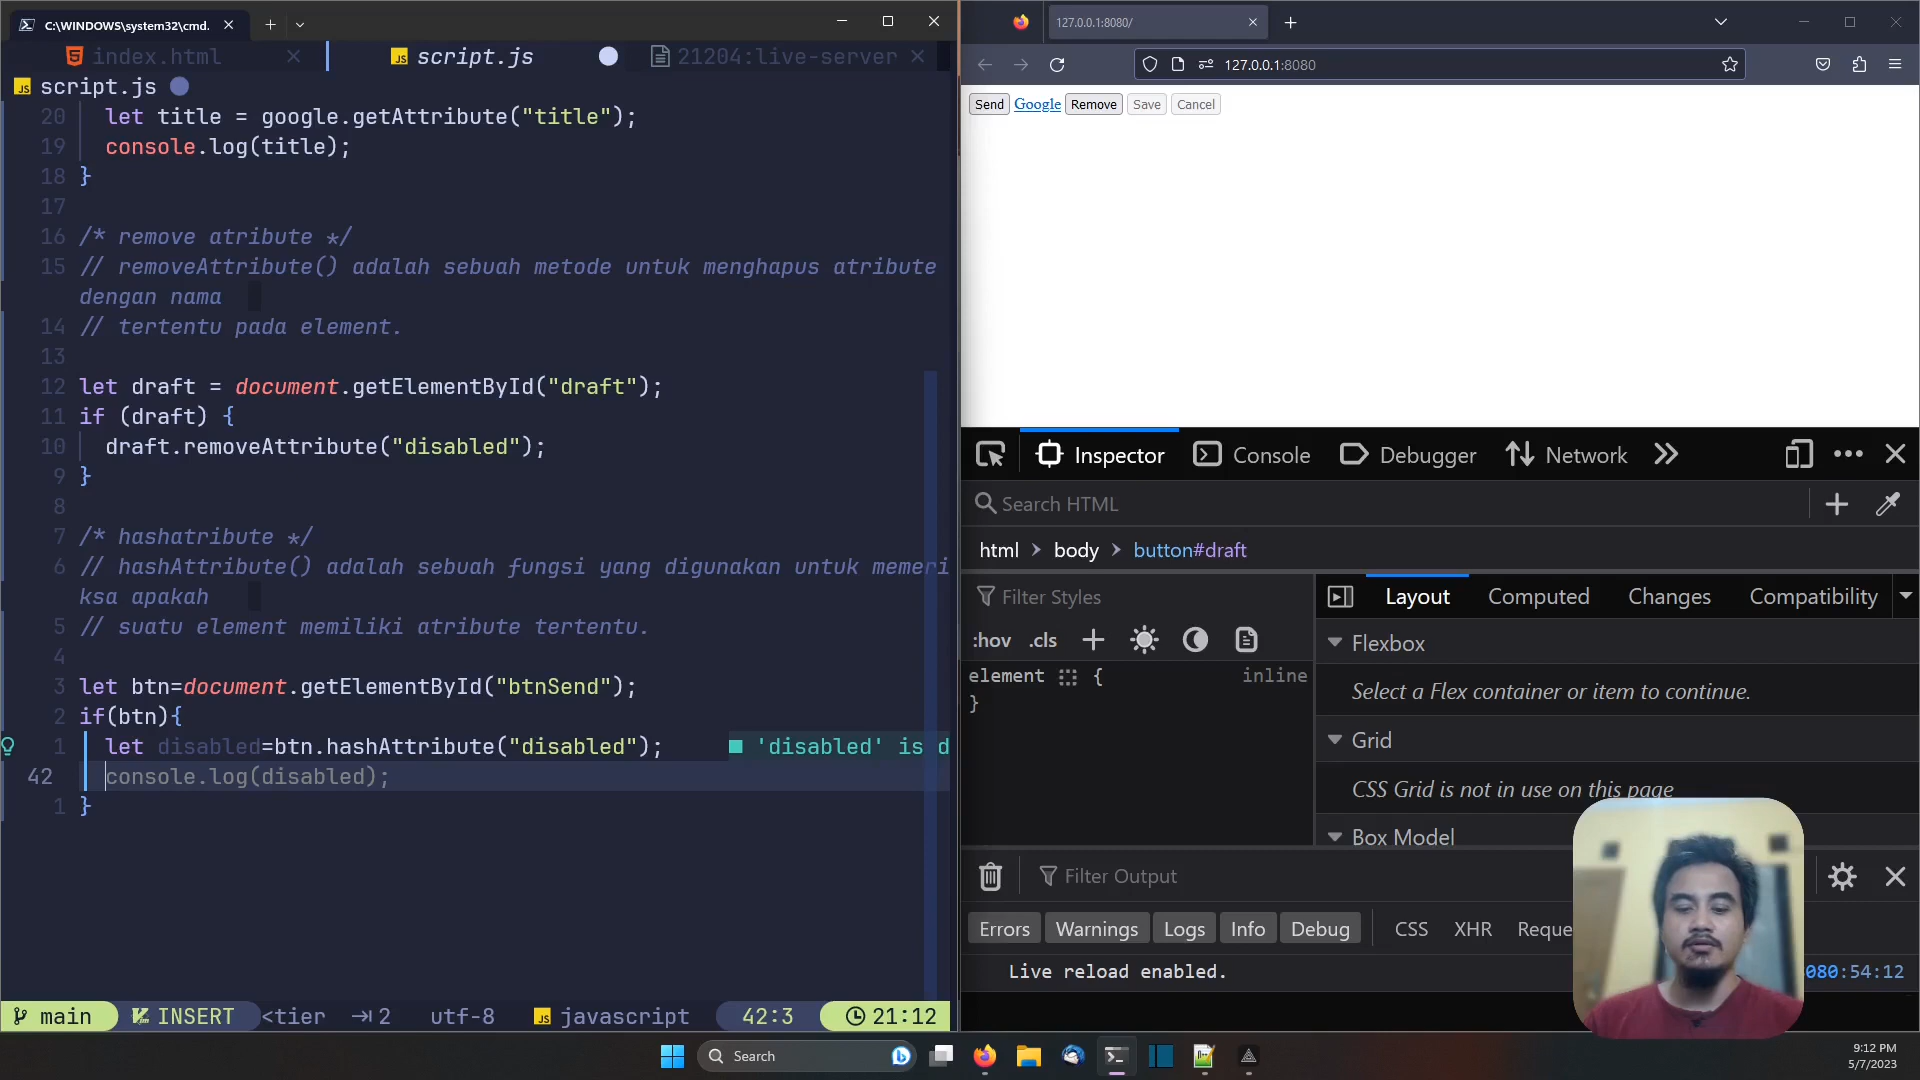 C:\WINDOWS\system32\cmd.
index.html
script.js
21204:live-server
script.js
20 let title = google.getAttribute("title");
19 console.log(title);
18 }
17
16 /* remove atribute */
15 // removeAttribute() adalah sebuah metode untuk menghapus atribute
dengan nama
14 // tertentu pada element.
13
12 let draft = document.getElementById("draft");
11 if (draft) {
10 draft.removeAttribute("disabled");
9 }
8
7 /* hashatribute */
6 // hashAttribute() adalah sebuah fungsi yang digunakan untuk memeri
ksa apakah
5 // suatu element memiliki atribute tertentu.
4
3 let btn=document.getElementById("btnSend");
2 if(btn){
1 let disabled=btn.hashAttribute("disabled"); 'disabled' is d
42 console.log(disabled);
1 }
main INSERT <tier 2 utf-8 javascript 42:3 21:12
127.0.0.1:8080/
127.0.0.1:8080
Send Google Remove Save Cancel
Inspector Console Debugger Network
Search HTML
html body button#draft
Filter Styles
:hov .cls
element {
inline
}
Layout Computed Changes Compatibility
Flexbox
Select a Flex container or item to continue.
Grid
CSS Grid is not in use on this page
Box Model
Filter Output
Errors Warnings Logs Info Debug CSS XHR Reque
Live reload enabled.
080:54:12
Search
9:12 PM
5/7/2023